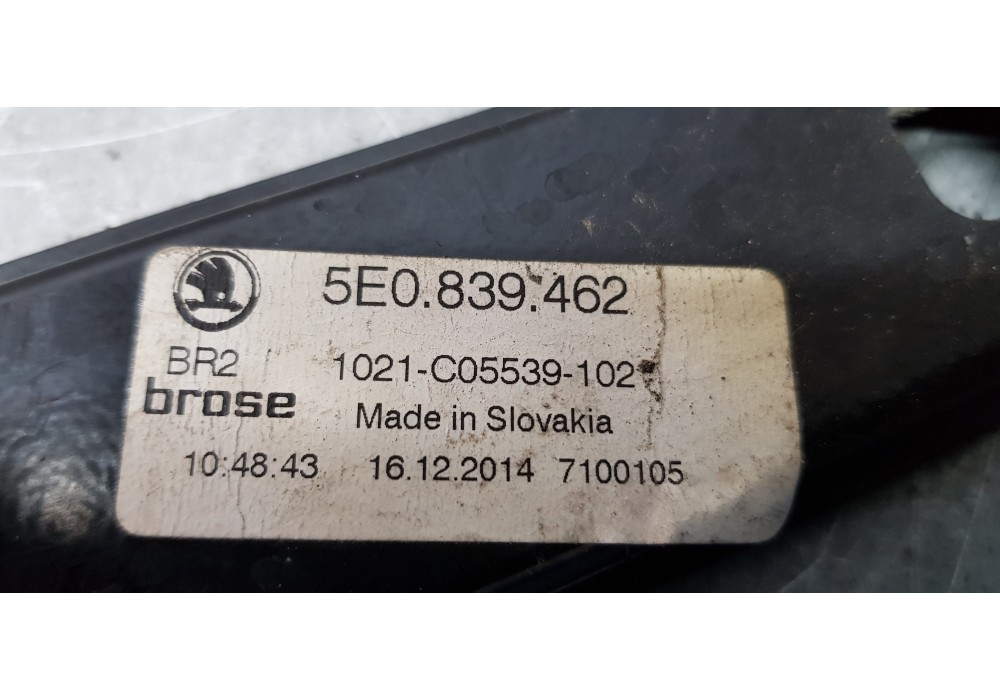 5E0.839.462
BR2 1021-C05539-102
brose Made in Slovakia
10:48:43 16.12.2014 7100105